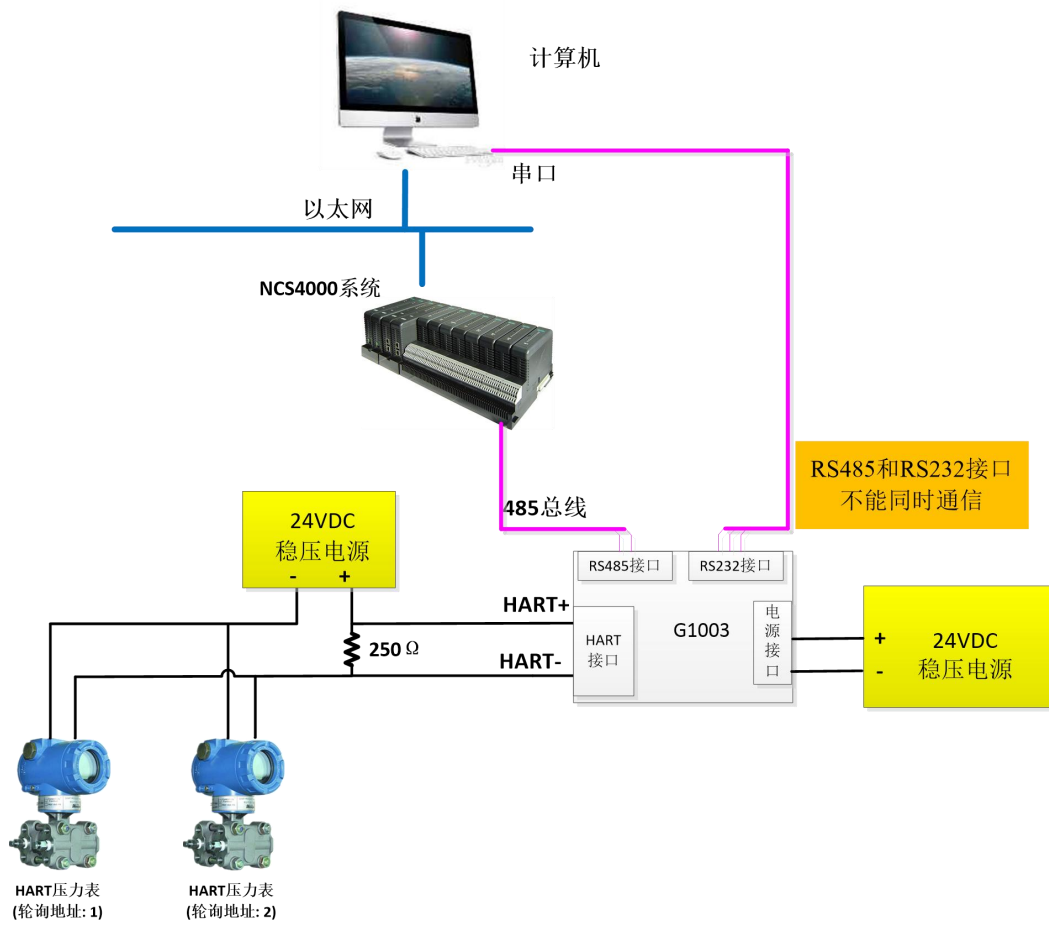 计算机
串口
以太网
NCS4000系统
RS485和RS232接口
不能同时通信
485总线
24VDC
稳压电源
- +
RS485接口
RS232接口
HART+
HART
接口
G1003
电
源
接
口
+
-
24VDC
稳压电源
250 Ω
HART-
HART压力表
(轮询地址: 1)
HART压力表
(轮询地址: 2)